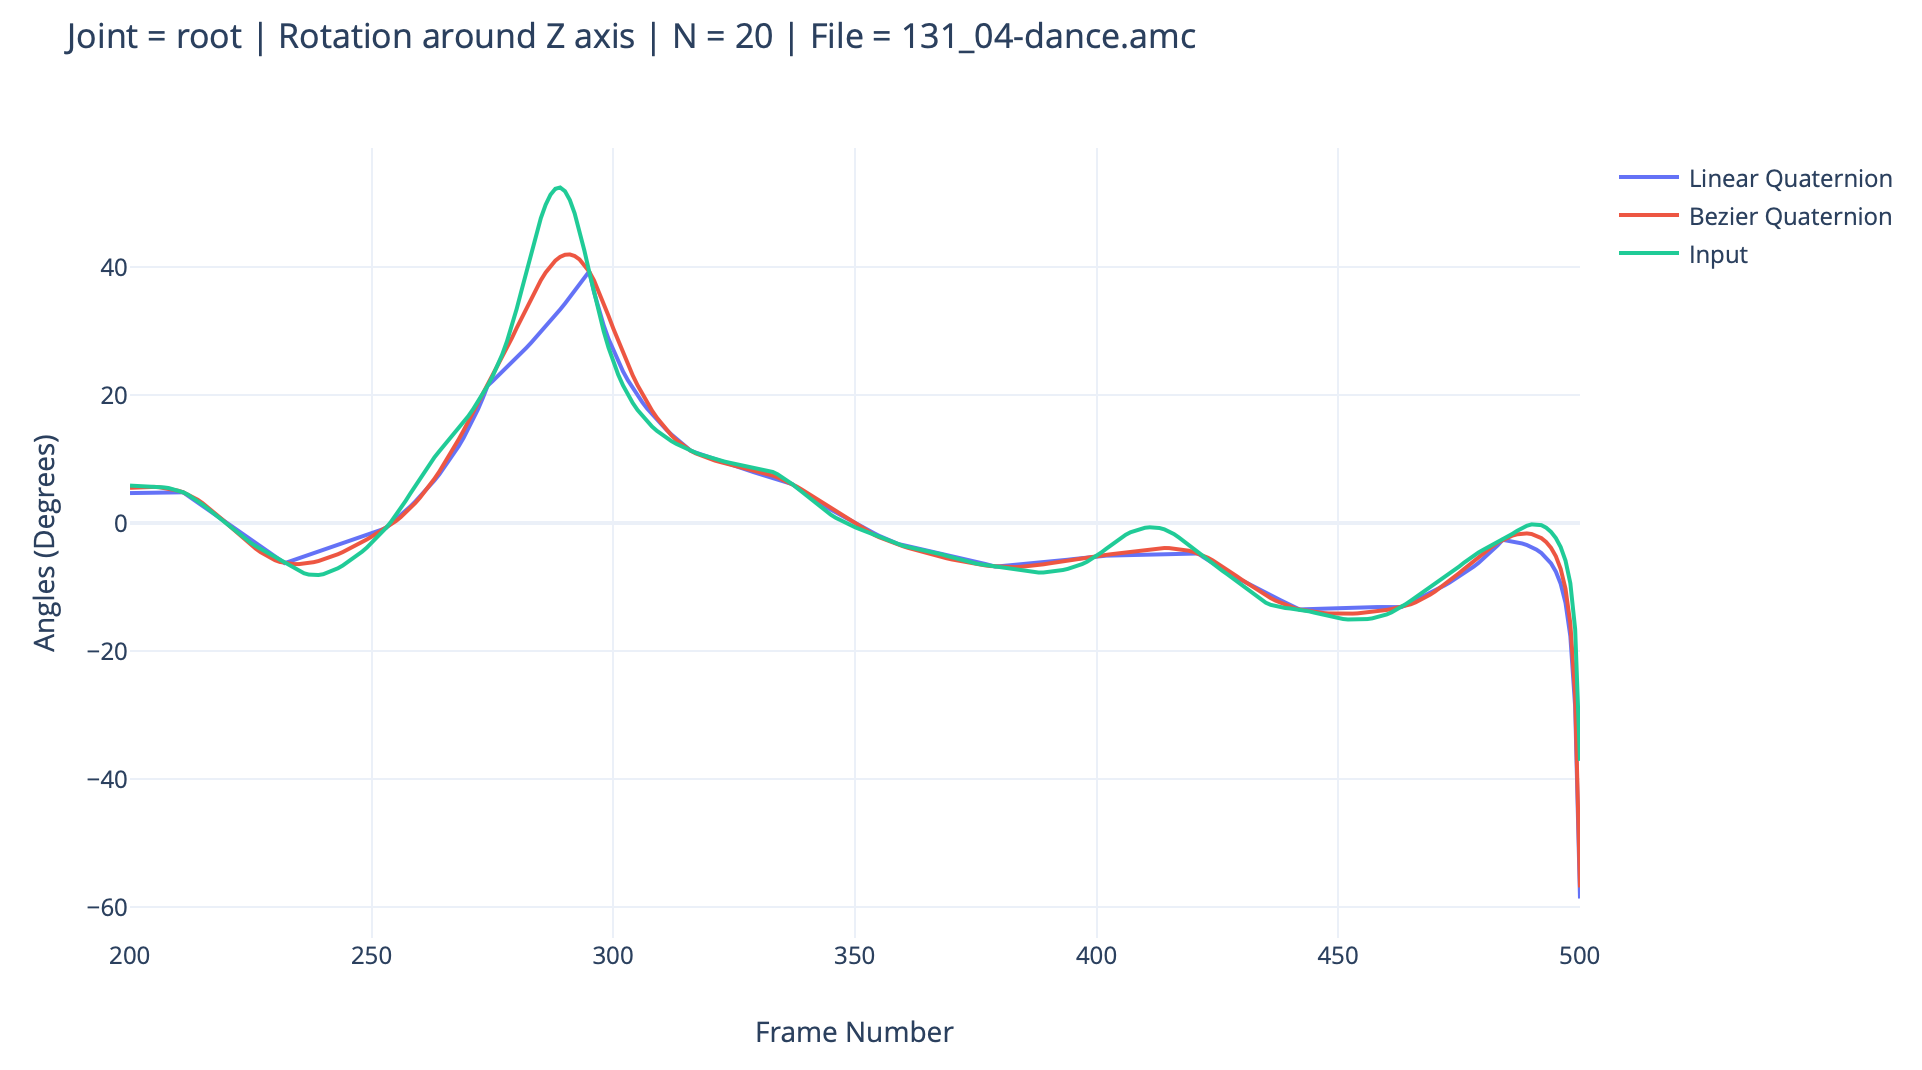 Joint = root | Rotation around Z axis | N = 20 | File = 131_04-dance.amc
Linear Quaternion
Bezier Quaternion
Input
Angles (Degrees)
40
20
0
−20
−40
−60
200 250 300 350 400 450 500
Frame Number